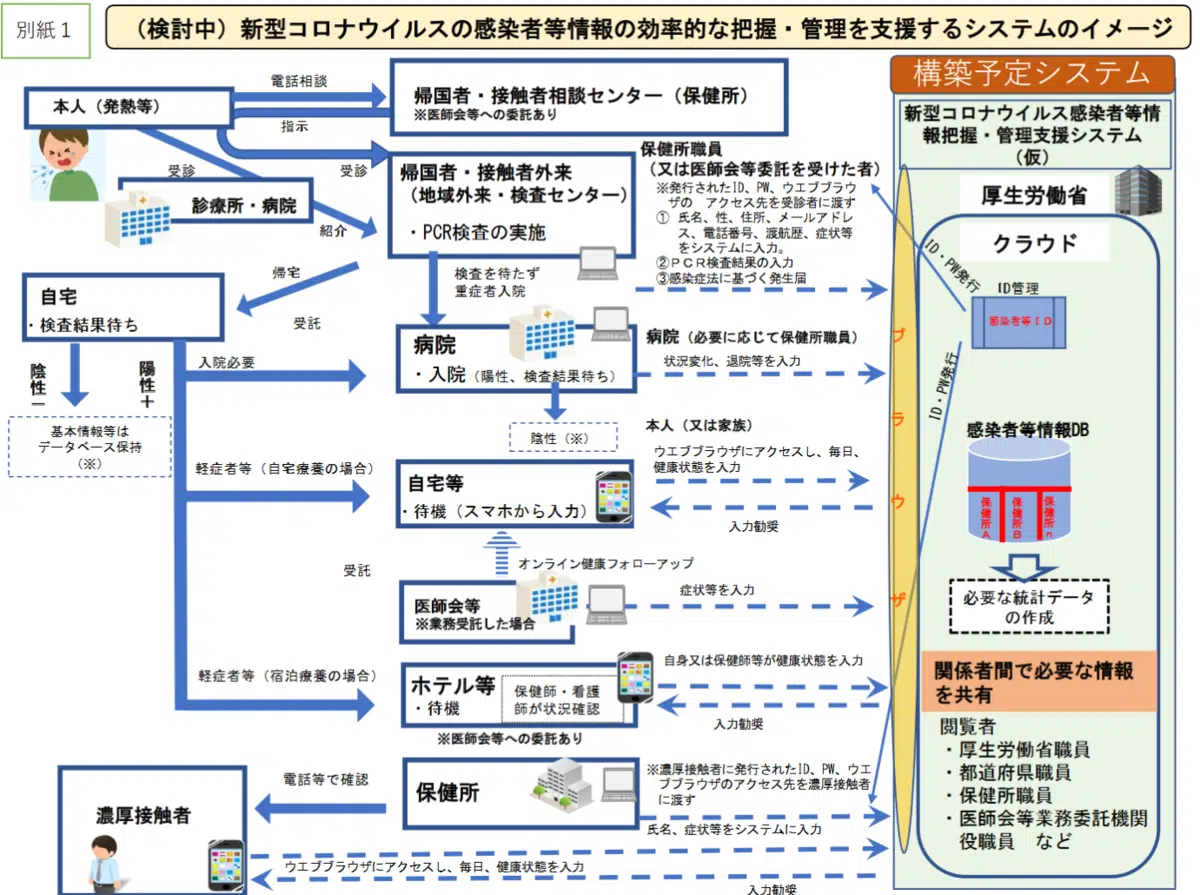 別紙１
（検討中）新型コロナウイルスの感染者等情報の効率的な把握・管理を支援するシステムのイメージ
本人（発熱等）
電話相談
指示
受診
受診
帰国者・接触者相談センター（保健所）
※医師会等への委託あり
診療所・病院
紹介
帰国者・接触者外来
（地域外来・検査センター）
・PCR検査の実施
保健所職員
（又は医師会等委託を受けた者）
※発行されたID、PW、ウエブブラウ
ザの　アクセス先を受診者に渡す
① 氏名、性、住所、メールアドレ
ス、電話番号、渡航歴、症状等
をシステムに入力。
②ＰＣＲ検査結果の入力
③感染症法に基づく発生届
帰宅
受託
検査を待たず
重症者入院
自宅
・検査結果待ち
陰性－
陽性＋
基本情報等は
データベース保持
（※）
入院必要
病院
・入院（陽性、検査結果待ち）
病院（必要に応じて保健所職員）
状況変化、退院等を入力
陰性（※）
軽症者等（自宅療養の場合）
自宅等
・待機（スマホから入力）
本人（又は家族）
ウエブブラウザにアクセスし、毎日、
健康状態を入力
入力勧奨
オンライン健康フォローアップ
受託
医師会等
※業務受託した場合
症状等を入力
軽症者等（宿泊療養の場合）
ホテル等
・待機
保健師・看護
師が状況確認
※医師会等への委託あり
自身又は保健師等が健康状態を入力
入力勧奨
電話等で確認
保健所
※濃厚接触者に発行されたID、PW、ウエ
ブブラウザのアクセス先を濃厚接触者
に渡す
氏名、症状等をシステムに入力
濃厚接触者
ウエブブラウザにアクセスし、毎日、健康状態を入力
入力勧奨
構築予定システム
新型コロナウイルス感染者等情
報把握・管理支援システム
（仮）
厚生労働省
クラウド
ブラウザ
ID・PW発行
ID管理
感染者等ＩＤ
ID・PW発行
感染者等情報DB
保健所A
保健所B
保健所n
必要な統計データ
の作成
関係者間で必要な情報
を共有
閲覧者
・厚生労働省職員
・都道府県職員
・保健所職員
・医師会等業務委託機関
役職員　など